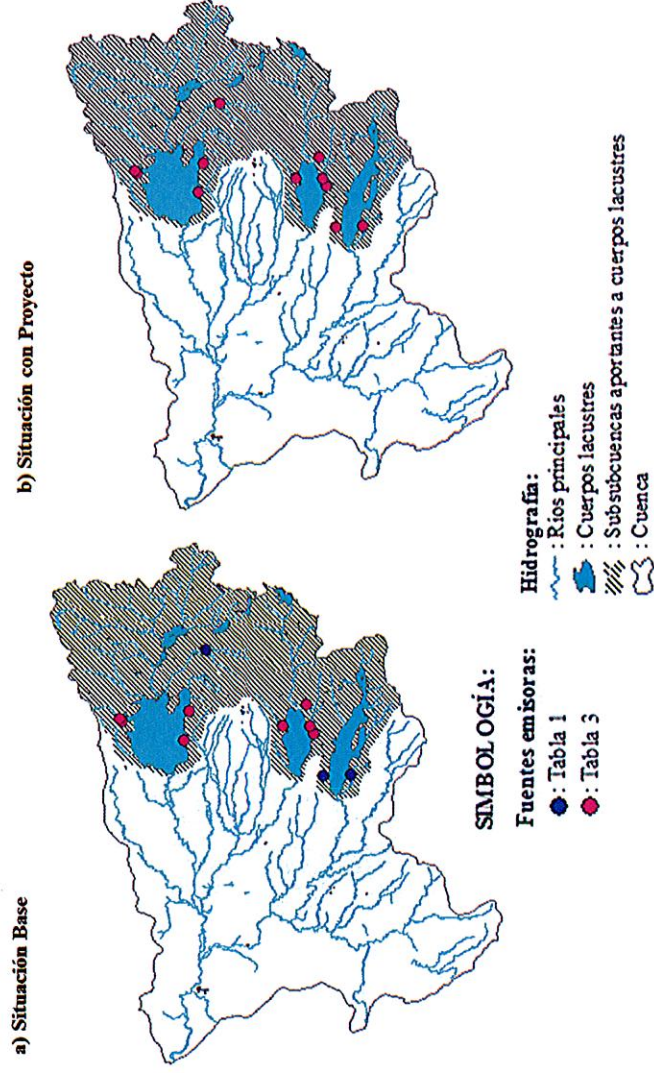 a) Situación Base
b) Situación con Proyecto
SIMBOLOGÍA:
Fuentes emisoras:
: Tabla 1
: Tabla 3
Hidrografía:
: Ríos principales
: Cuerpos lacustres
: Subsubcuencas aportantes a cuerpos lacustres
: Cuenca